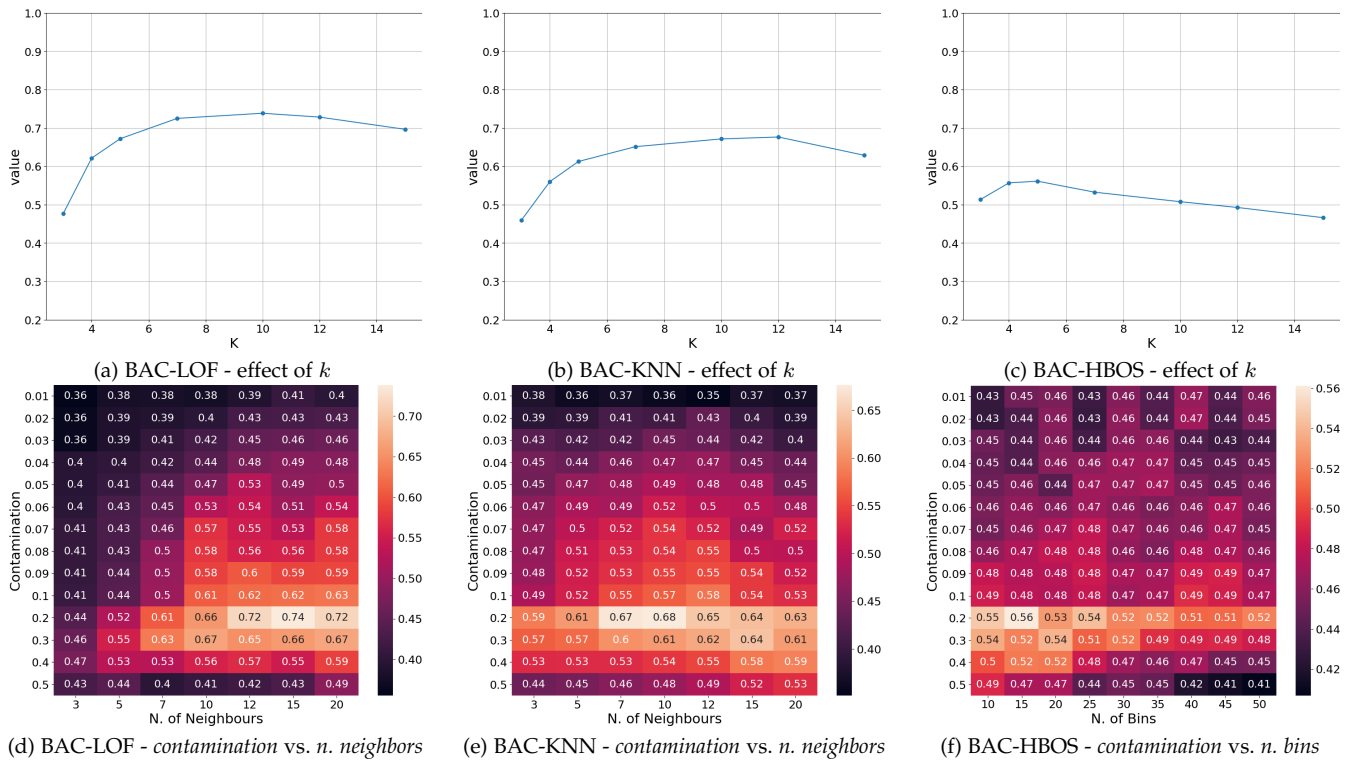 1.0 0.9 0.8 0.7 0.6 0.5 0.4 0.3 0.2
value
4 6 8 10 12 14
K
1.0 0.9 0.8 0.7 0.6 0.5 0.4 0.3 0.2
value
4 6 8 10 12 14
K
1.0 0.9 0.8 0.7 0.6 0.5 0.4 0.3 0.2
value
4 6 8 10 12 14
K
(a) BAC-LOF - effect of k
(b) BAC-KNN - effect of k
(c) BAC-HBOS - effect of k
Contamination
0.01 0.36 0.38 0.38 0.38 0.39 0.41 0.4
0.02 0.36 0.39 0.39 0.4 0.43 0.43 0.43
0.03 0.36 0.39 0.41 0.42 0.45 0.46 0.46
0.04 0.4 0.4 0.42 0.44 0.48 0.49 0.48
0.05 0.4 0.41 0.44 0.47 0.53 0.49 0.5
0.06 0.4 0.43 0.45 0.53 0.54 0.51 0.54
0.07 0.41 0.43 0.46 0.57 0.55 0.53 0.58
0.08 0.41 0.43 0.5 0.58 0.56 0.56 0.58
0.09 0.41 0.44 0.5 0.58 0.6 0.59 0.59
0.1 0.41 0.44 0.5 0.61 0.62 0.62 0.63
0.2 0.44 0.52 0.61 0.66 0.72 0.74 0.72
0.3 0.46 0.55 0.63 0.67 0.65 0.66 0.67
0.4 0.47 0.53 0.53 0.56 0.57 0.55 0.59
0.5 0.43 0.44 0.4 0.41 0.42 0.43 0.49
3 5 7 10 12 15 20
N. of Neighbours
0.70 0.65 0.60 0.55 0.50 0.45 0.40
Contamination
0.01 0.38 0.36 0.37 0.36 0.35 0.37 0.37
0.02 0.39 0.39 0.41 0.41 0.43 0.4 0.39
0.03 0.43 0.42 0.42 0.45 0.44 0.42 0.4
0.04 0.45 0.44 0.46 0.47 0.47 0.45 0.44
0.05 0.45 0.47 0.48 0.49 0.48 0.48 0.45
0.06 0.47 0.48 0.49 0.52 0.5 0.5 0.48
0.07 0.47 0.5 0.52 0.54 0.52 0.49 0.52
0.08 0.47 0.51 0.53 0.54 0.55 0.5 0.5
0.09 0.48 0.52 0.53 0.55 0.55 0.54 0.52
0.1 0.49 0.52 0.55 0.57 0.58 0.54 0.53
0.2 0.59 0.61 0.67 0.68 0.65 0.64 0.63
0.3 0.57 0.57 0.6 0.61 0.62 0.64 0.61
0.4 0.53 0.53 0.53 0.54 0.55 0.58 0.59
0.5 0.44 0.45 0.46 0.48 0.49 0.52 0.53
3 5 7 10 12 15 20
N. of Neighbours
0.65 0.60 0.55 0.50 0.45 0.40
Contamination
0.01 0.43 0.45 0.46 0.43 0.46 0.44 0.47 0.44 0.46
0.02 0.43 0.44 0.46 0.43 0.46 0.44 0.47 0.44 0.46
0.03 0.45 0.44 0.46 0.44 0.46 0.46 0.44 0.43 0.44
0.04 0.45 0.44 0.46 0.46 0.47 0.47 0.45 0.45 0.45
0.05 0.45 0.46 0.44 0.46 0.47 0.47 0.45 0.45 0.46
0.06 0.46 0.46 0.47 0.47 0.46 0.46 0.46 0.47 0.46
0.07 0.45 0.46 0.47 0.48 0.46 0.46 0.46 0.47 0.45
0.08 0.46 0.47 0.48 0.48 0.46 0.46 0.48 0.47 0.46
0.09 0.48 0.48 0.48 0.48 0.47 0.47 0.49 0.49 0.47
0.1 0.49 0.48 0.48 0.48 0.47 0.47 0.49 0.48 0.47
0.2 0.55 0.56 0.53 0.54 0.52 0.52 0.51 0.51 0.52
0.3 0.54 0.52 0.54 0.51 0.52 0.49 0.49 0.49 0.48
0.4 0.5 0.52 0.52 0.48 0.47 0.46 0.47 0.45 0.45
0.5 0.49 0.47 0.47 0.44 0.45 0.45 0.42 0.41 0.41
10 15 20 25 30 35 40 45 50
N. of Bins
0.56 0.54 0.52 0.50 0.48 0.46 0.44 0.42
(d) BAC-LOF - contamination vs. n. neighbors
(e) BAC-KNN - contamination vs. n. neighbors
(f) BAC-HBOS - contamination vs. n. bins